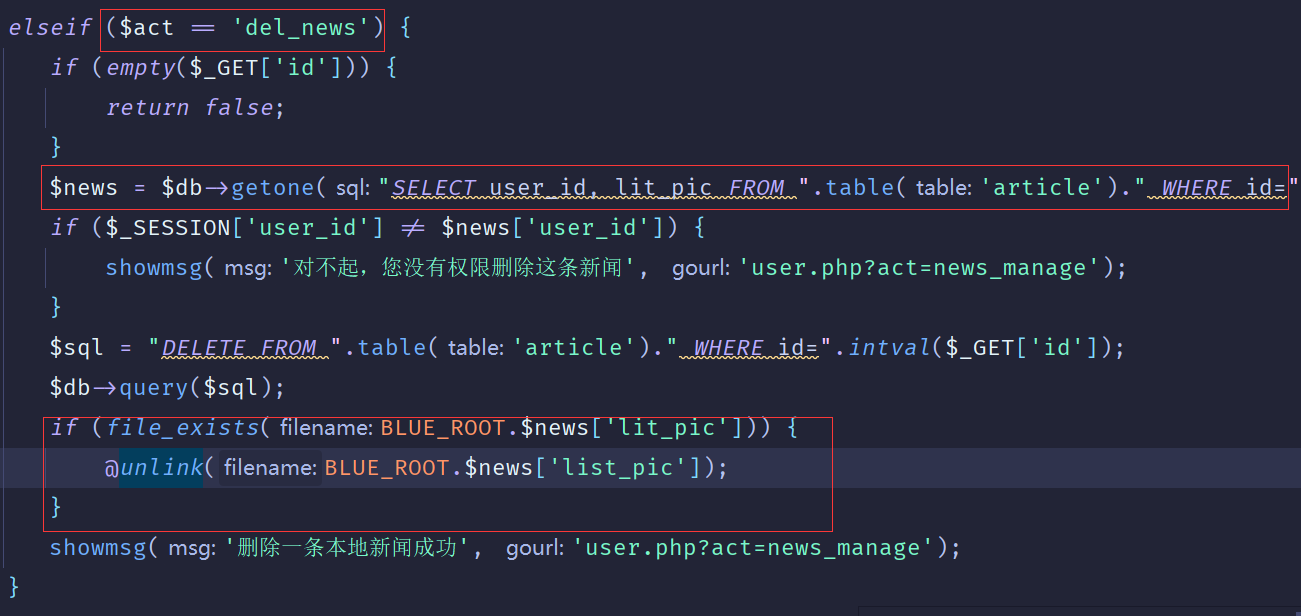 elseif ($act == 'del_news') {
if (empty($_GET['id'])) {
return false;
}
$news = $db->getone( sql: "SELECT user_id, lit_pic FROM ".table( table: 'article')." WHERE id="
if ($_SESSION['user_id'] != $news['user_id']) {
showmsg( msg: '对不起，您没有权限删除这条新闻', gourl: 'user.php?act=news_manage');
}
$sql = "DELETE FROM ".table( table: 'article')." WHERE id=".intval($_GET['id']);
$db->query($sql);
if (file_exists( filename: BLUE_ROOT.$news['lit_pic'])) {
@unlink( filename: BLUE_ROOT.$news['list_pic']);
}
showmsg( msg: '删除一条本地新闻成功', gourl: 'user.php?act=news_manage');
}